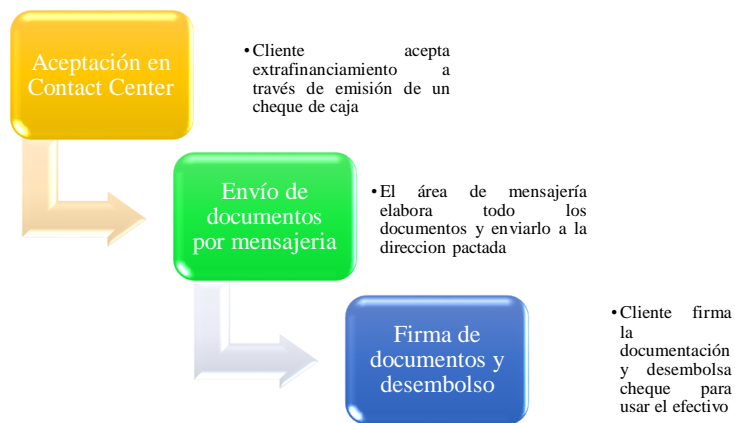 Aceptación en
Contact Center
•Cliente acepta
extrafinanciamiento a
través de emisión de un
cheque de caja
Envío de
documentos
por mensajeria
•El área de mensajería
elabora todo los
documentos y enviarlo a la
direccion pactada
Firma de
documentos y
desembolso
•Cliente firma
la
documentación
y desembolsa
cheque para
usar el efectivo